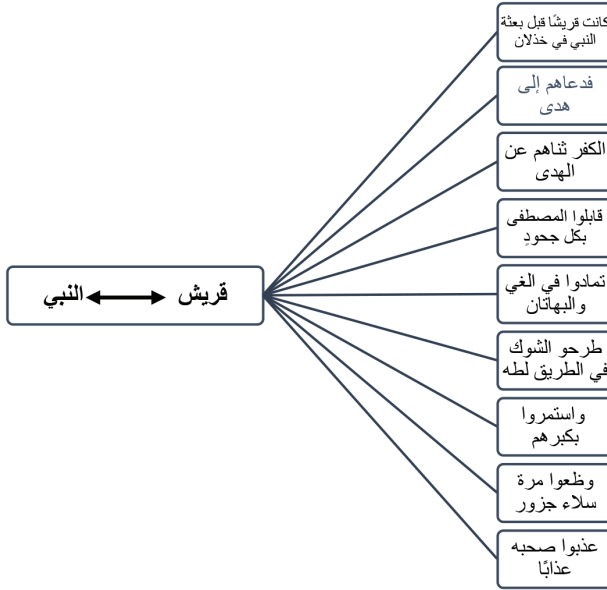 قريش ↔ النبي
كانت قريشًا قبل بعثة
النبي في خذلان
فدعاهم إلى
هدى
الكفر ثناهم عن
الهدى
قابلوا المصطفى
بكل جحودِ
تمادوا في الغي
والبهاتان
طرحو الشوك
في الطريق لطه
واستمروا
بكبرهم
وظعوا مرة
سلاء جزور
عذبوا صحبه
عذابًا